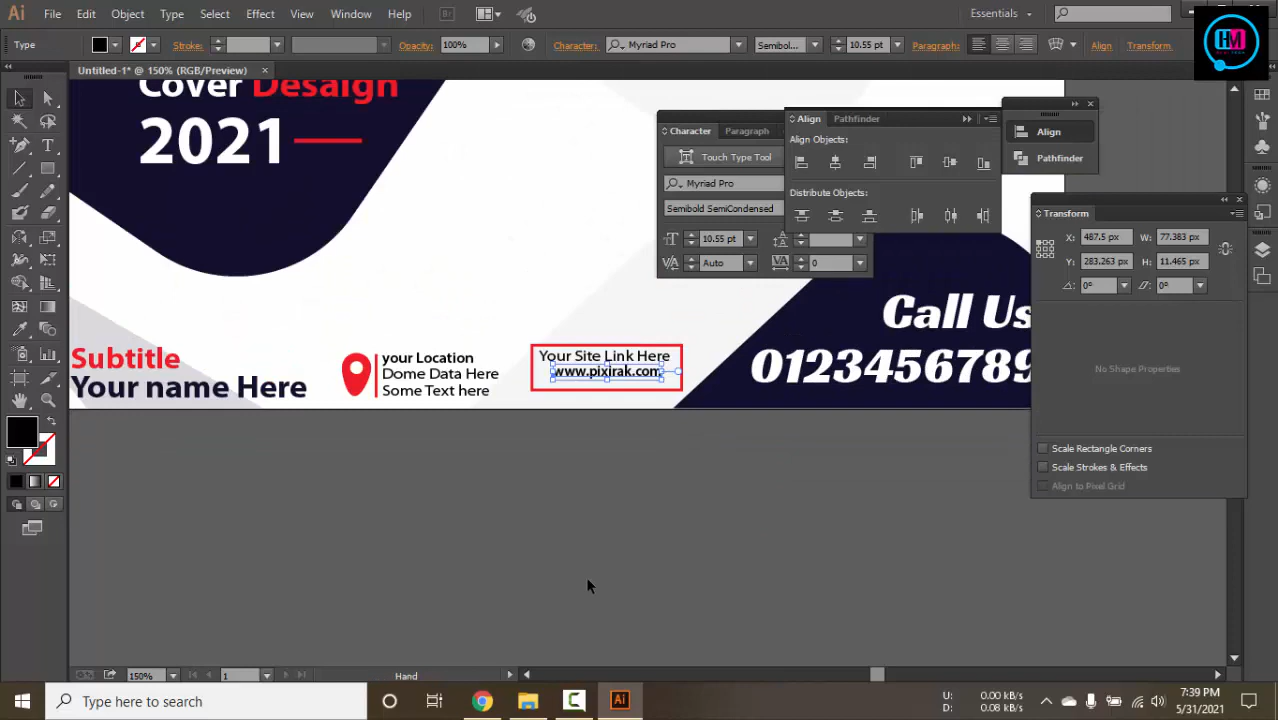 Ai File Edit Object Type Select Effect View Window Help Br Essentials
HM
Type Stroke: Opacity: 100% Character: Myriad Pro Semibol... 10.55 pt Paragraph: Align Transform
Untitled-1* @ 150% (RGB/Preview)
Cover Desaign
2021
Character Paragraph
Touch Type Tool
Myriad Pro
Semibold SemiCondensed
10.55 pt
Auto 0
Align Pathfinder
Align Objects:
Distribute Objects:
Align
Pathfinder
Transform
X: 487.5 px W: 77.383 px
Y: 283.263 px H: 11.465 px
0° 0°
No Shape Properties
Scale Rectangle Corners
Scale Strokes & Effects
Align to Pixel Grid
Subtitle
Your name Here
your Location
Dome Data Here
Some Text here
Your Site Link Here
www.pixirak.com
Call Us
0123456789
150% 1 Hand
Type here to search
Ai
U: 0.00 kB/s
D: 0.08 kB/s
7:39 PM
5/31/2021